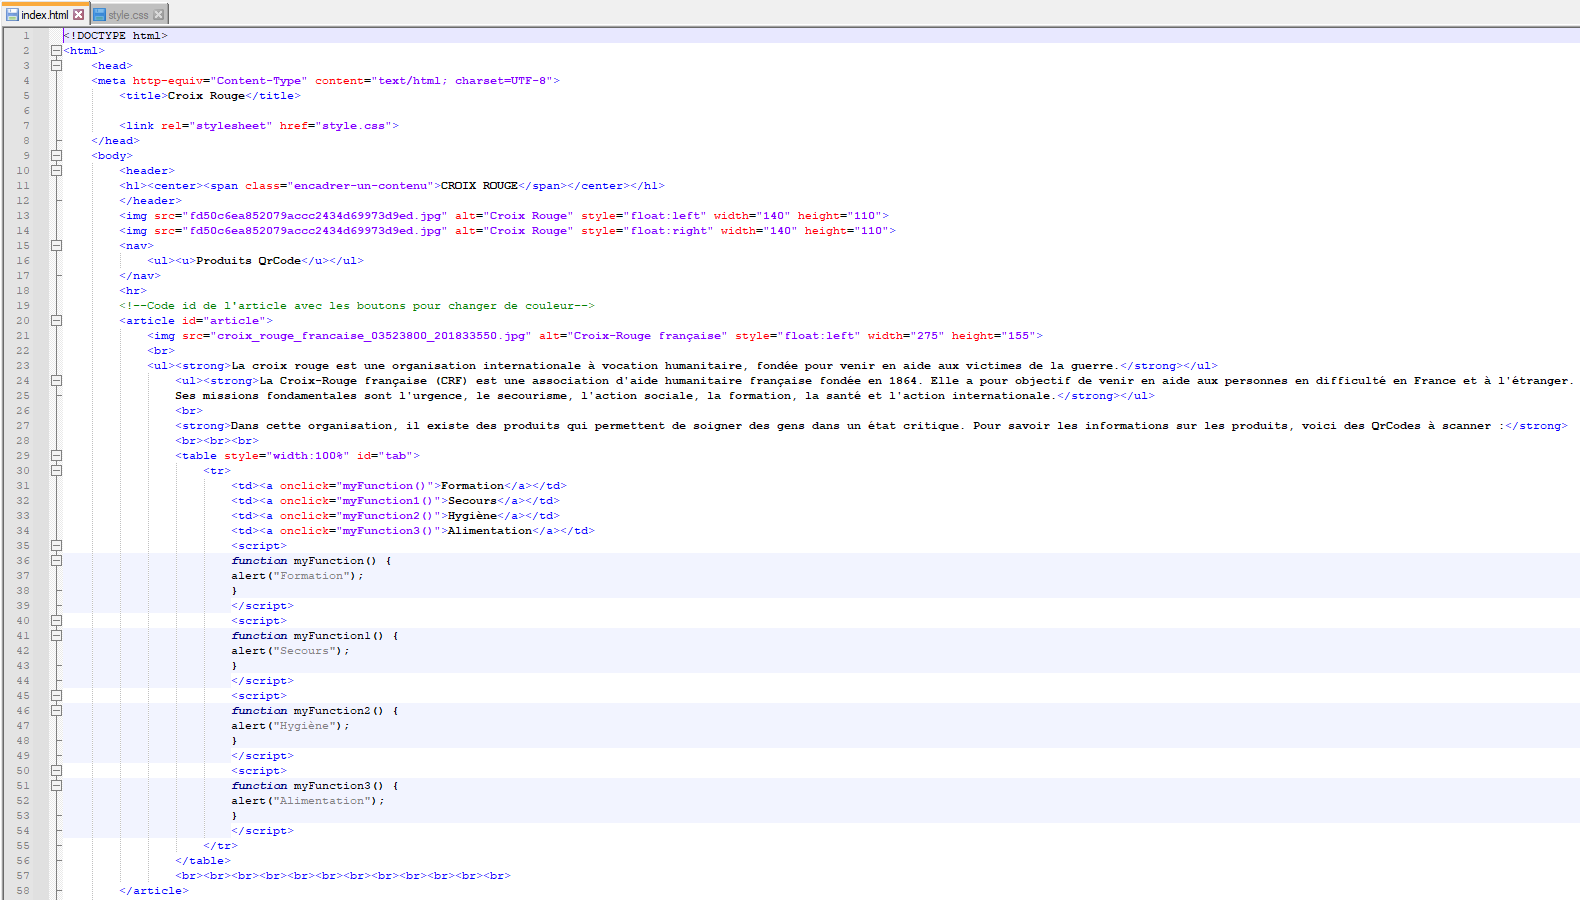 index.html style.css
1 <!DOCTYPE html>
2 <html>
3 <head>
4 <meta http-equiv="Content-Type" content="text/html; charset=UTF-8">
5 <title>Croix Rouge</title>
6
7 <link rel="stylesheet" href="style.css">
8 </head>
9 <body>
10 <header>
11 <h1><center><span class="encadrer-un-contenu">CROIX ROUGE</span></center></h1>
12 </header>
13 <img src="fd50c6ea852079accc2434d69973d9ed.jpg" alt="Croix Rouge" style="float:left" width="140" height="110">
14 <img src="fd50c6ea852079accc2434d69973d9ed.jpg" alt="Croix Rouge" style="float:right" width="140" height="110">
15 <nav>
16 <ul><u>Produits QrCode</u></ul>
17 </nav>
18 <hr>
19 <!--Code id de l'article avec les boutons pour changer de couleur-->
20 <article id="article">
21 <img src="croix_rouge_francaise_03523800_201833550.jpg" alt="Croix-Rouge française" style="float:left" width="275" height="155">
22 <br>
23 <ul><strong>La croix rouge est une organisation internationale à vocation humanitaire, fondée pour venir en aide aux victimes de la guerre.</strong></ul>
24 <ul><strong>La Croix-Rouge française (CRF) est une association d'aide humanitaire française fondée en 1864. Elle a pour objectif de venir en aide aux personnes en difficulté en France et à l'étranger.
25 Ses missions fondamentales sont l'urgence, le secourisme, l'action sociale, la formation, la santé et l'action internationale.</strong></ul>
26 <br>
27 <strong>Dans cette organisation, il existe des produits qui permettent de soigner des gens dans un état critique. Pour savoir les informations sur les produits, voici des QrCodes à scanner :</strong>
28 <br><br><br>
29 <table style="width:100%" id="tab">
30 <tr>
31 <td><a onclick="myFunction()">Formation</a></td>
32 <td><a onclick="myFunction1()">Secours</a></td>
33 <td><a onclick="myFunction2()">Hygiène</a></td>
34 <td><a onclick="myFunction3()">Alimentation</a></td>
35 <script>
36 function myFunction() {
37 alert("Formation");
38 }
39 </script>
40 <script>
41 function myFunction1() {
42 alert("Secours");
43 }
44 </script>
45 <script>
46 function myFunction2() {
47 alert("Hygiène");
48 }
49 </script>
50 <script>
51 function myFunction3() {
52 alert("Alimentation");
53 }
54 </script>
55 </tr>
56 </table>
57 <br><br><br><br><br><br><br><br><br><br><br><br>
58 </article>